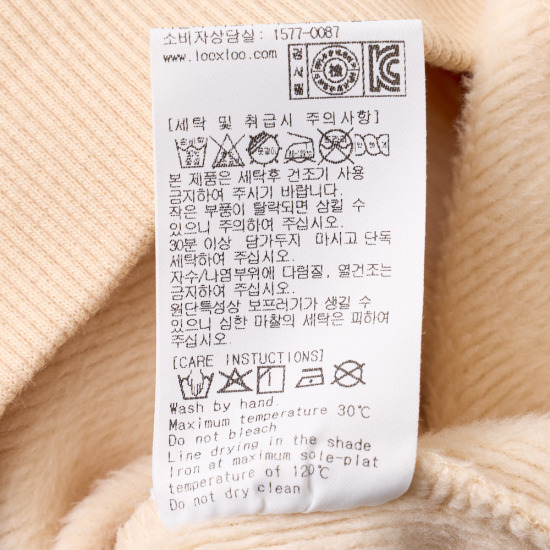 소비자상담실 : 1577-0087
www.looxloo.com
검사필
檢
KC
[세탁 및 취급시 주의사항]
본 제품은 세탁후 건조기 사용
금지하여 주시기 바랍니다.
작은 부품이 탈락되면 삼킬 수
있으니 주의하여 주십시오.
30분 이상 담가두지 마시고 단독
세탁하여 주십시오.
자수/나염부위에 다림질, 열건조는
금지하여 주십시오.
원단특성상 보프러기가 생길 수
있으니 심한 마찰의 세탁은 피하여
주십시오.
[CARE INSTUCTIONS]
Wash by hand.
Maximum temperature 30℃
Do not bleach
Line drying in the shade
Iron at maximum sole-plat
temperature of 120℃
Do not dry clean